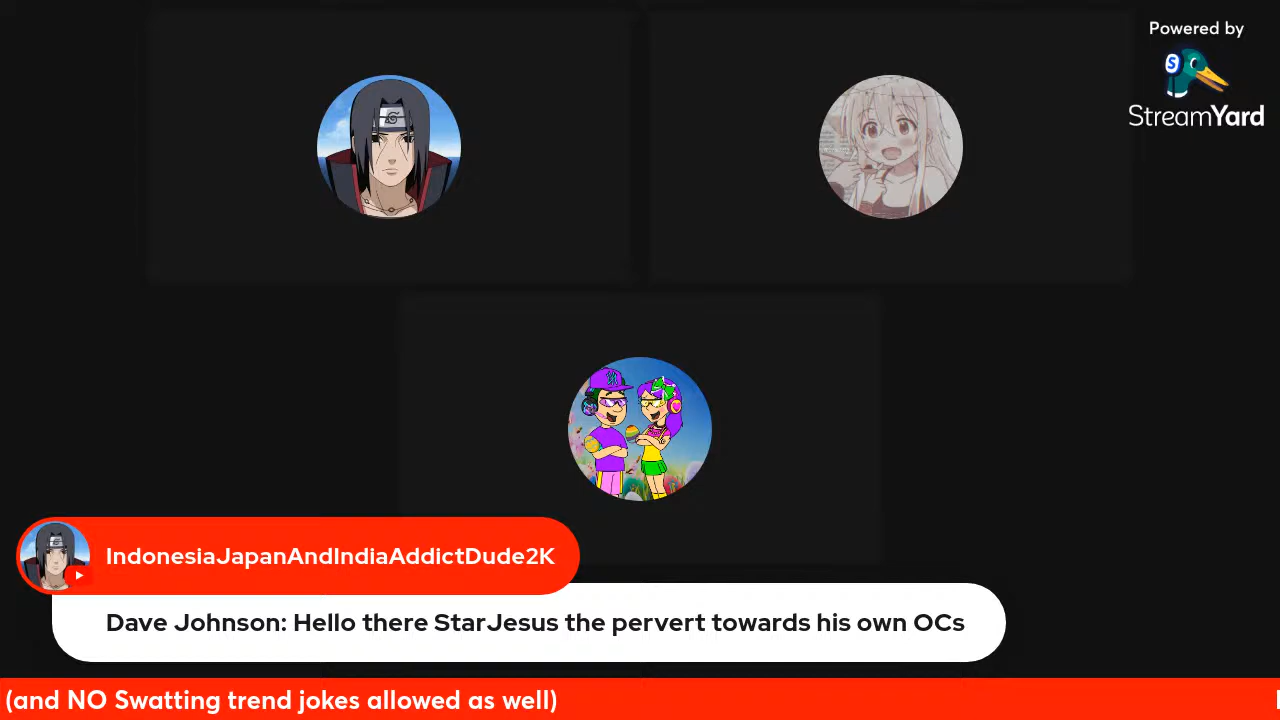 Powered by
StreamYard
IndonesiaJapanAndIndiaAddictDude2K
Dave Johnson: Hello there StarJesus the pervert towards his own OCs
(and NO Swatting trend jokes allowed as well)